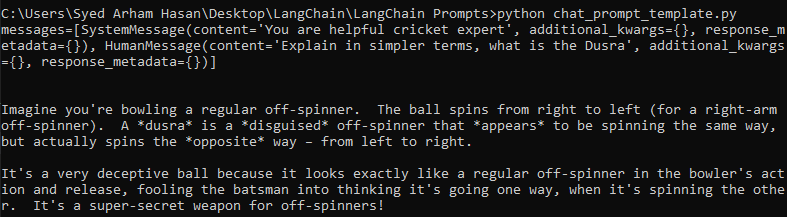 C:\Users\Syed Arham Hasan\Desktop\LangChain\LangChain Prompts>python chat_prompt_template.py
messages=[SystemMessage(content='You are helpful cricket expert', additional_kwargs={}, response_m
etadata={}), HumanMessage(content='Explain in simpler terms, what is the Dusra', additional_kwargs
={}, response_metadata={})]
Imagine you're bowling a regular off-spinner.  The ball spins from right to left (for a right-arm
off-spinner).  A *dusra* is a *disguised* off-spinner that *appears* to be spinning the same way,
but actually spins the *opposite* way – from left to right.
It's a very deceptive ball because it looks exactly like a regular off-spinner in the bowler's act
ion and release, fooling the batsman into thinking it's going one way, when it's spinning the othe
r.  It's a super-secret weapon for off-spinners!